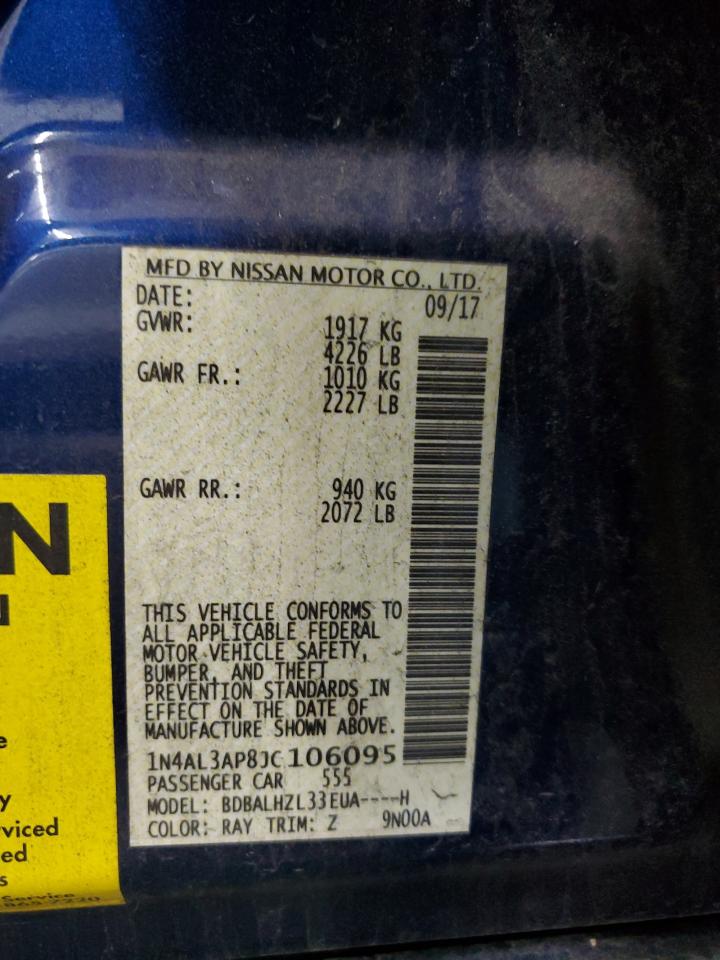 MFD BY NISSAN MOTOR CO., LTD.
DATE: 09/17
GVWR: 1917 KG
4226 LB
GAWR FR.: 1010 KG
2227 LB
GAWR RR.: 940 KG
2072 LB
THIS VEHICLE CONFORMS TO
ALL APPLICABLE FEDERAL
MOTOR VEHICLE SAFETY,
BUMPER, AND THEFT
PREVENTION STANDARDS IN
EFFECT ON THE DATE OF
MANUFACTURE SHOWN ABOVE.
1N4AL3AP8JC106095
PASSENGER CAR 555
MODEL: BDBALHZL33EUA----H
COLOR: RAY TRIM: Z 9N00A
N
e
y
viced
ed
s
Service